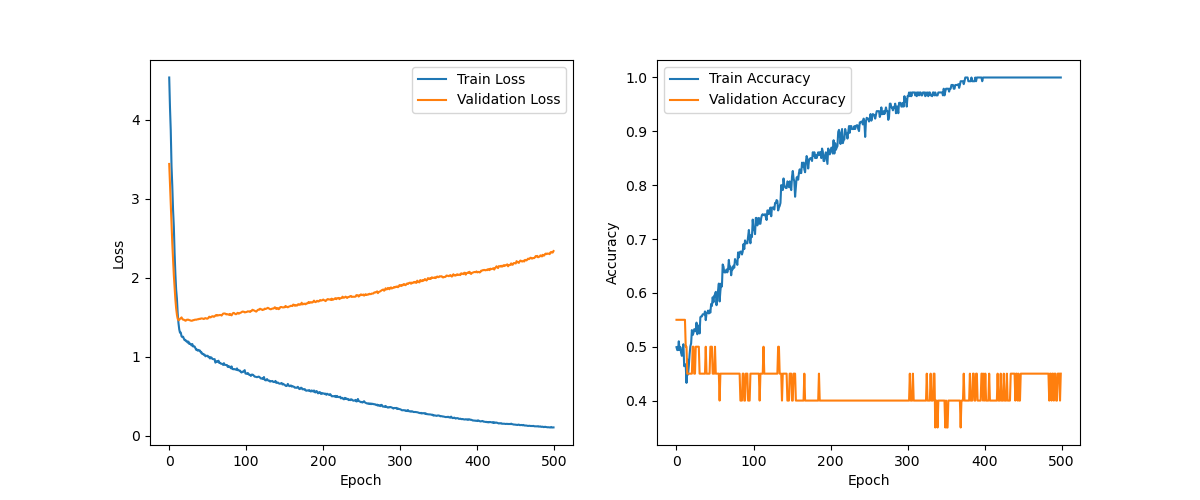 Train Loss
Validation Loss
4
3
2
1
0
Loss
0 100 200 300 400 500
Epoch
Train Accuracy
Validation Accuracy
1.0
0.9
0.8
0.7
0.6
0.5
0.4
Accuracy
0 100 200 300 400 500
Epoch